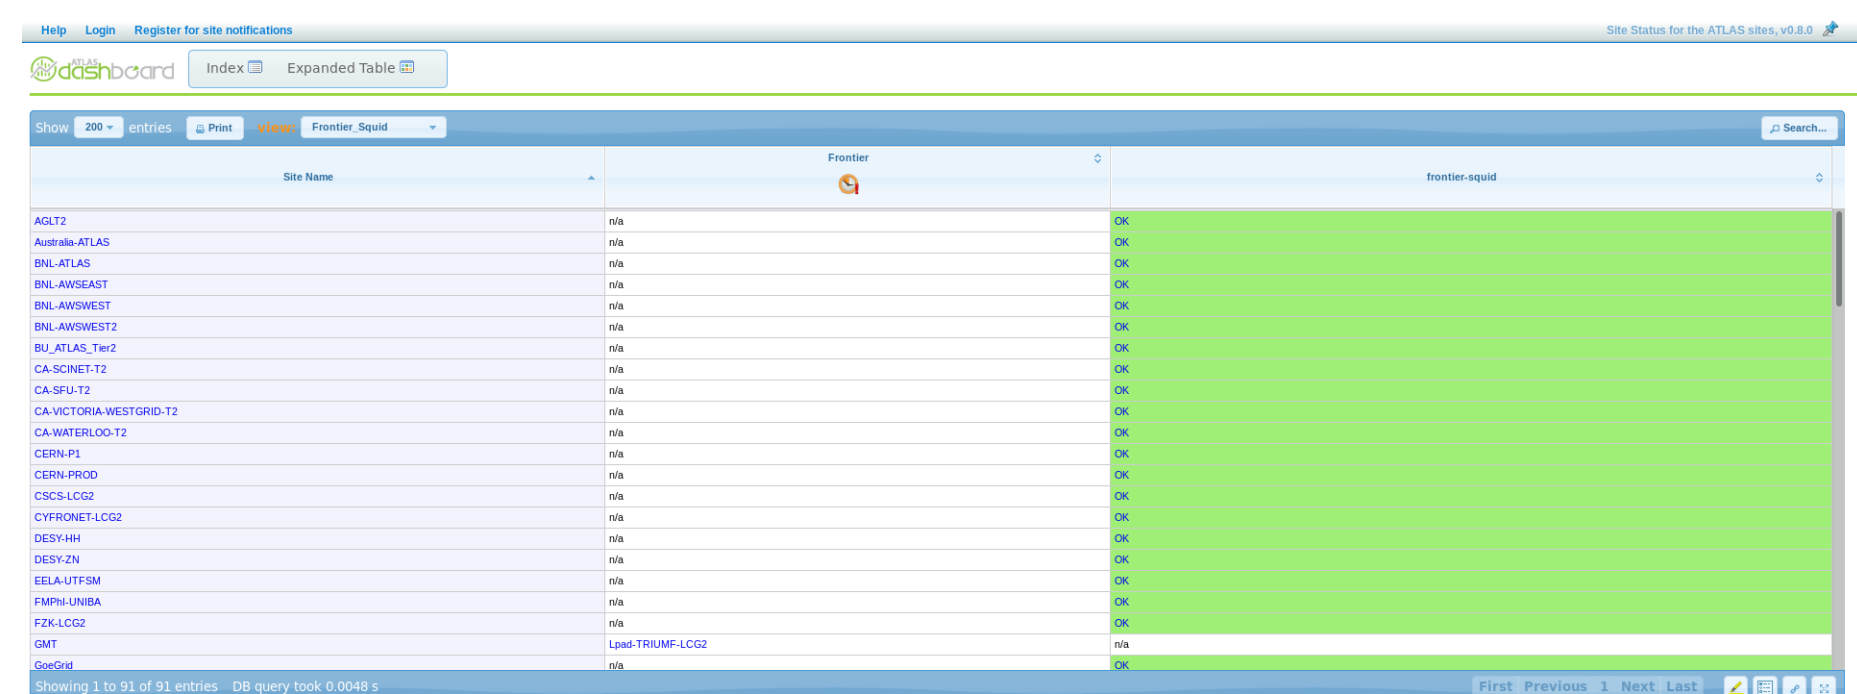 Help Login Register for site notifications Site Status for the ATLAS sites, v0.8.0
ATLAS
dashboard Index Expanded Table
Show 200 entries Print View: Frontier_Squid Search...
Site Name Frontier frontier-squid
AGLT2 n/a OK
Australia-ATLAS n/a OK
BNL-ATLAS n/a OK
BNL-AWSEAST n/a OK
BNL-AWSWEST n/a OK
BNL-AWSWEST2 n/a OK
BU_ATLAS_Tier2 n/a OK
CA-SCINET-T2 n/a OK
CA-SFU-T2 n/a OK
CA-VICTORIA-WESTGRID-T2 n/a OK
CA-WATERLOO-T2 n/a OK
CERN-P1 n/a OK
CERN-PROD n/a OK
CSCS-LCG2 n/a OK
CYFRONET-LCG2 n/a OK
DESY-HH n/a OK
DESY-ZN n/a OK
EELA-UTFSM n/a OK
FMPhI-UNIBA n/a OK
FZK-LCG2 n/a OK
GMT Lpad-TRIUMF-LCG2 n/a
GoeGrid n/a OK
Showing 1 to 91 of 91 entries DB query took 0.0048 s First Previous 1 Next Last